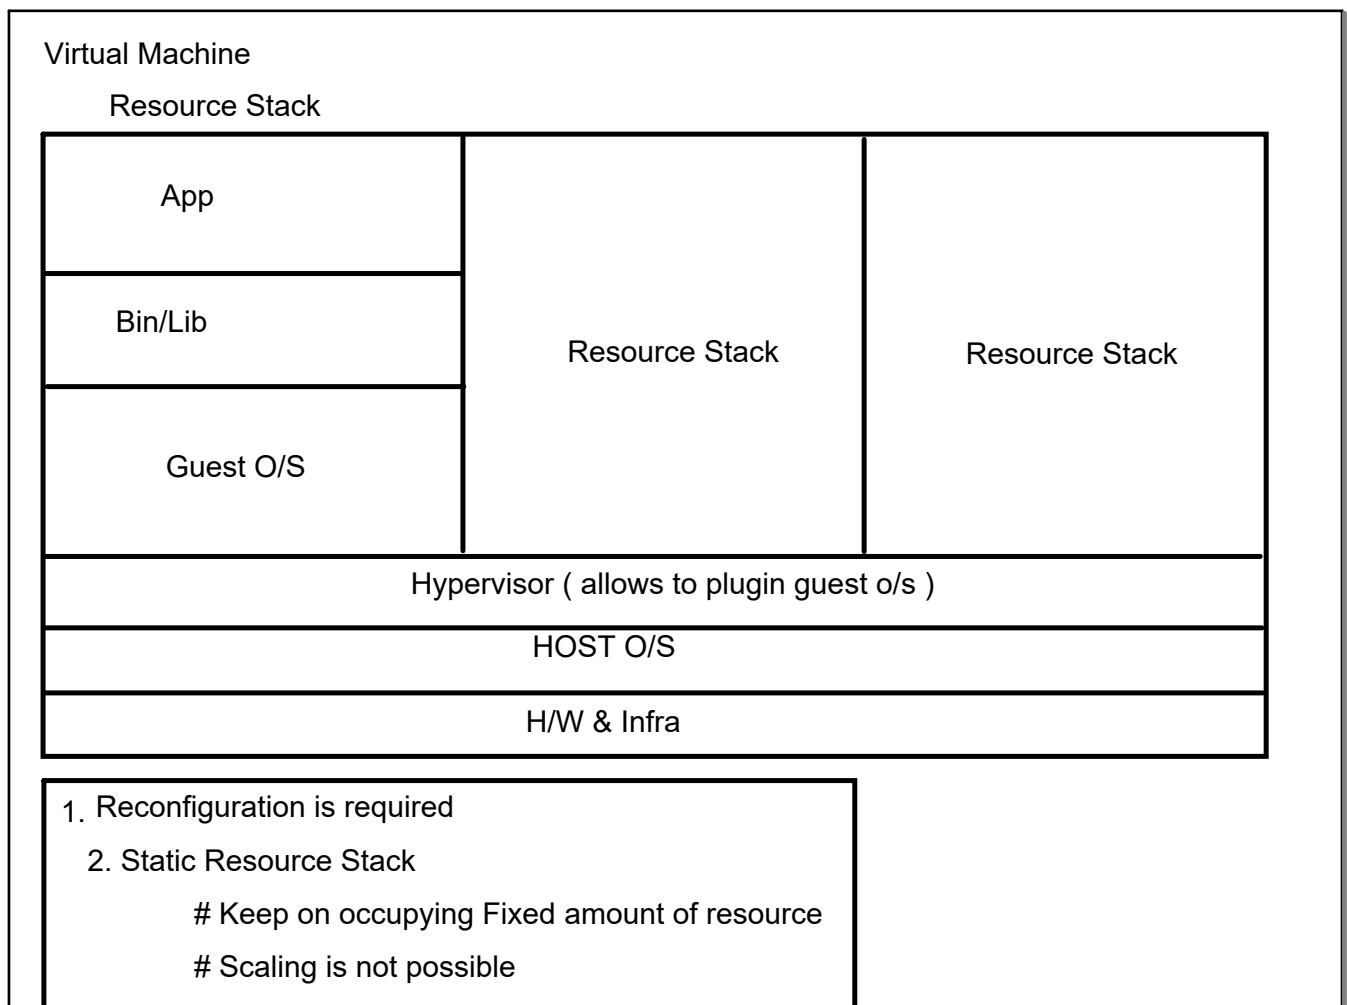 Virtual Machine
Resource Stack
App
Bin/Lib
Guest O/S
Resource Stack
Resource Stack
Hypervisor ( allows to plugin guest o/s )
HOST O/S
H/W & Infra
1. Reconfiguration is required
2. Static Resource Stack
# Keep on occupying Fixed amount of resource
# Scaling is not possible